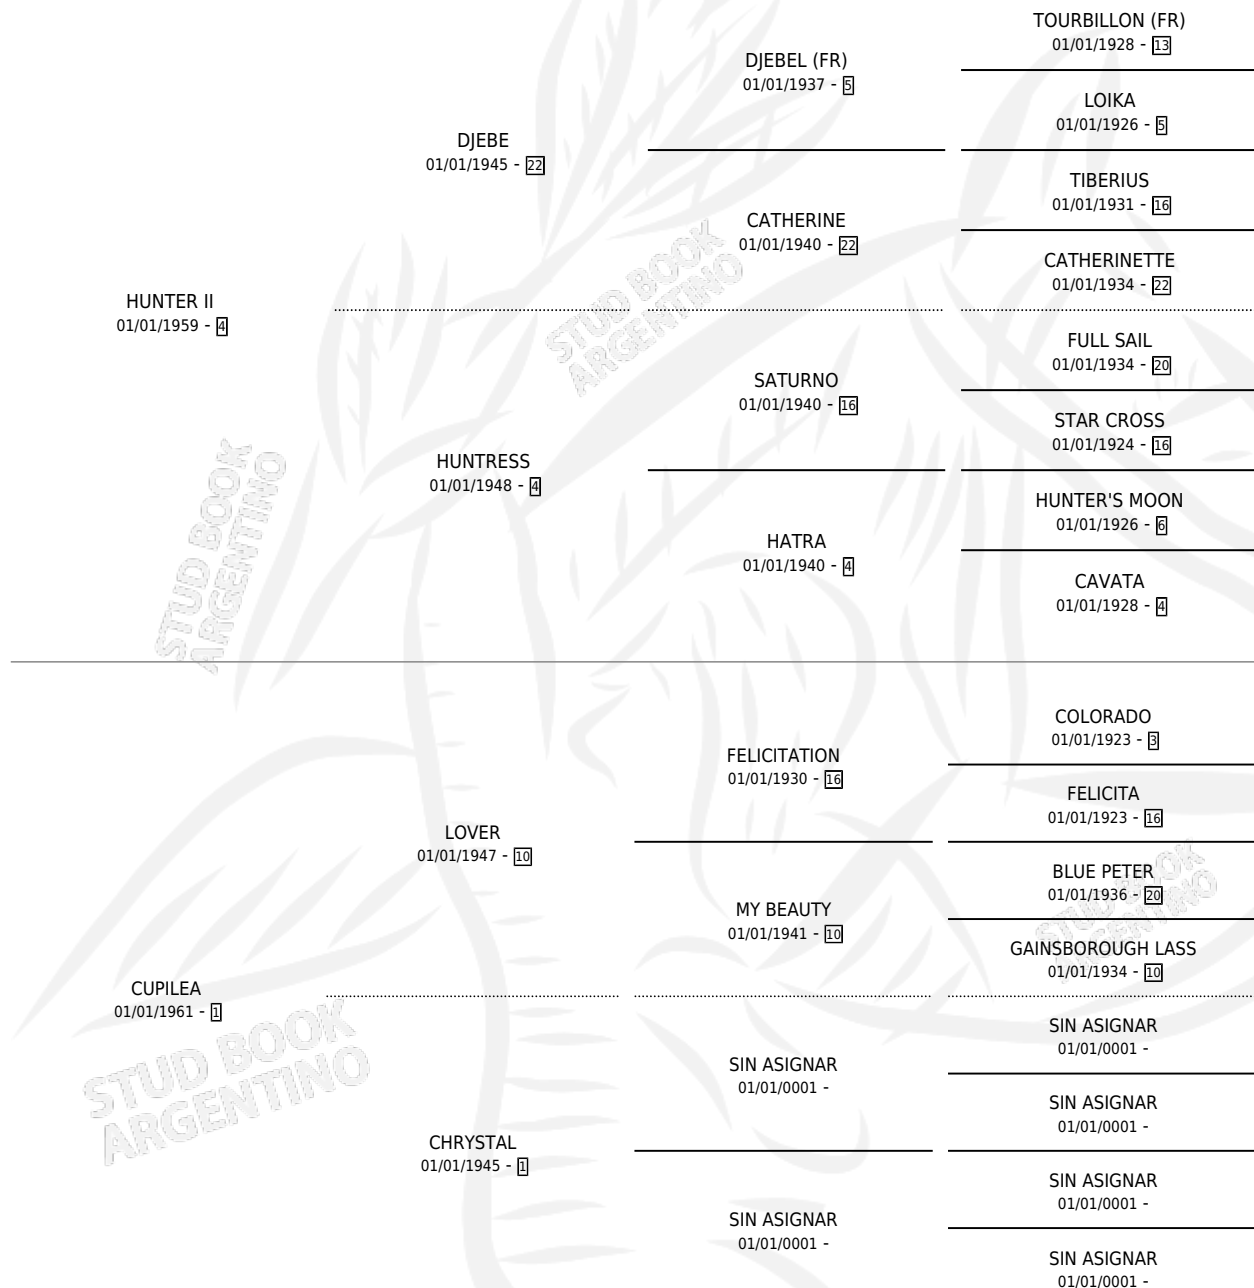 TOURBILLON (FR)
01/01/1928 - 13
DJEBEL (FR)
01/01/1937 - 5
LOIKA
01/01/1926 - 5
DJEBE
01/01/1945 - 22
TIBERIUS
01/01/1931 - 16
CATHERINE
01/01/1940 - 22
CATHERINETTE
01/01/1934 - 22
HUNTER II
01/01/1959 - 4
FULL SAIL
01/01/1934 - 20
SATURNO
01/01/1940 - 16
STAR CROSS
01/01/1924 - 16
HUNTRESS
01/01/1948 - 4
HUNTER'S MOON
01/01/1926 - 6
HATRA
01/01/1940 - 4
CAVATA
01/01/1928 - 4
COLORADO
01/01/1923 - 3
FELICITATION
01/01/1930 - 16
FELICITA
01/01/1923 - 16
LOVER
01/01/1947 - 10
BLUE PETER
01/01/1936 - 20
MY BEAUTY
01/01/1941 - 10
GAINSBOROUGH LASS
01/01/1934 - 10
CUPILEA
01/01/1961 - 1
SIN ASIGNAR
01/01/0001 -
SIN ASIGNAR
01/01/0001 -
SIN ASIGNAR
01/01/0001 -
CHRYSTAL
01/01/1945 - 1
SIN ASIGNAR
01/01/0001 -
SIN ASIGNAR
01/01/0001 -
SIN ASIGNAR
01/01/0001 -
STUD BOOK
ARGENTINO
STUD BOOK
ARGENTINO
STUD BOOK
ARGENTINO
STUD BOOK
ARGENTINO